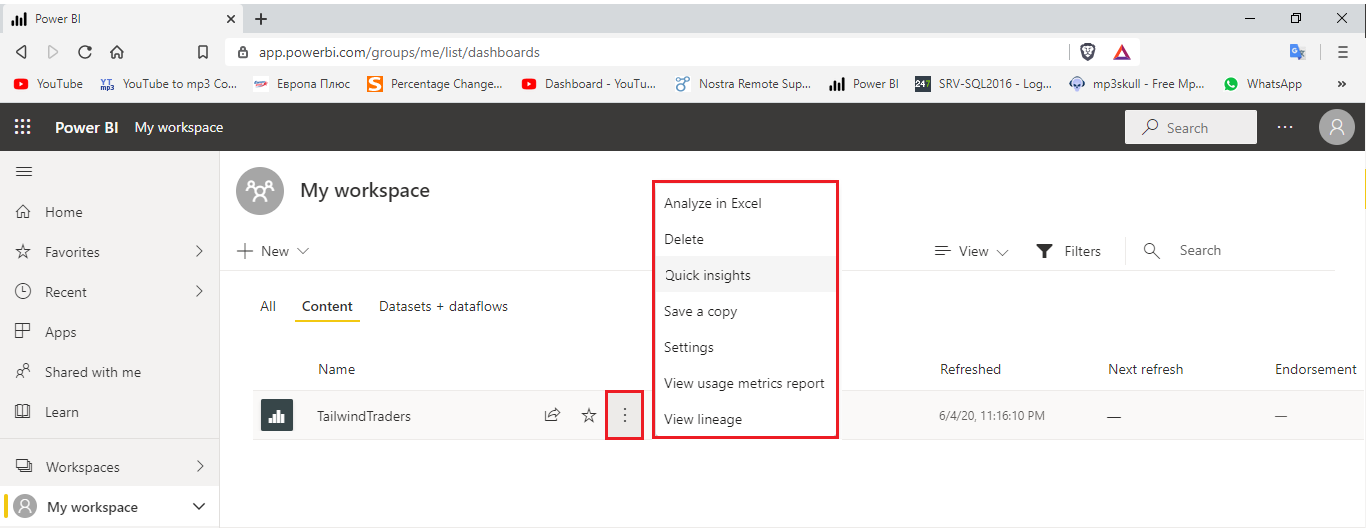 Power BI
app.powerbi.com/groups/me/list/dashboards
YouTube YouTube to mp3 Co... Европа Плюс Percentage Change... Dashboard - YouTu... Nostra Remote Sup... Power BI SRV-SQL2016 - Log... mp3skull - Free Mp... WhatsApp »
YT. mp3
247
S
Power BI My workspace Search ...
My workspace
Home
Favorites
Recent
Apps
Shared with me
Learn
Workspaces
My workspace
New
View Filters Search
All Content Datasets + dataflows
Analyze in Excel
Delete
Quick insights
Save a copy
Settings
View usage metrics report
View lineage
Name Refreshed Next refresh Endorsement
TailwindTraders 6/4/20, 11:16:10 PM — —